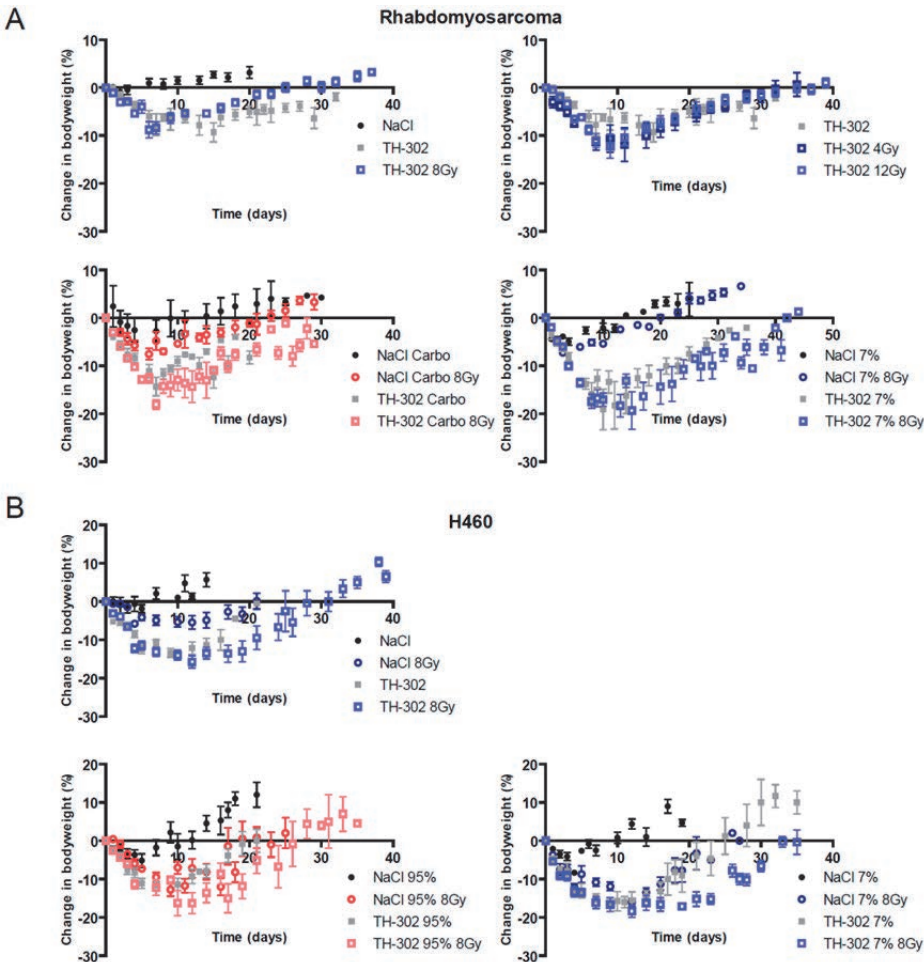 A
Rhabdomyosarcoma
Change in bodyweight (%)
10
0
-10
-20
-30
10
20
30
40
Time (days)
NaCl
TH-302
TH-302 8Gy
Change in bodyweight (%)
10
0
-10
-20
-30
10
20
30
40
Time (days)
TH-302
TH-302 4Gy
TH-302 12Gy
Change in bodyweight (%)
10
0
-10
-20
-30
10
20
30
Time (days)
NaCl Carbo
NaCl Carbo 8Gy
TH-302 Carbo
TH-302 Carbo 8Gy
Change in bodyweight (%)
10
0
-10
-20
-30
10
20
30
40
50
Time (days)
NaCl 7%
NaCl 7% 8Gy
TH-302 7%
TH-302 7% 8Gy
B
H460
Change in bodyweight (%)
20
10
0
-10
-20
-30
10
20
30
40
Time (days)
NaCl
NaCl 8Gy
TH-302
TH-302 8Gy
Change in bodyweight (%)
20
10
0
-10
-20
-30
10
20
30
40
Time (days)
NaCl 95%
NaCl 95% 8Gy
TH-302 95%
TH-302 95% 8Gy
Change in bodyweight (%)
20
10
0
-10
-20
-30
10
20
30
40
Time (days)
NaCl 7%
NaCl 7% 8Gy
TH-302 7%
TH-302 7% 8Gy